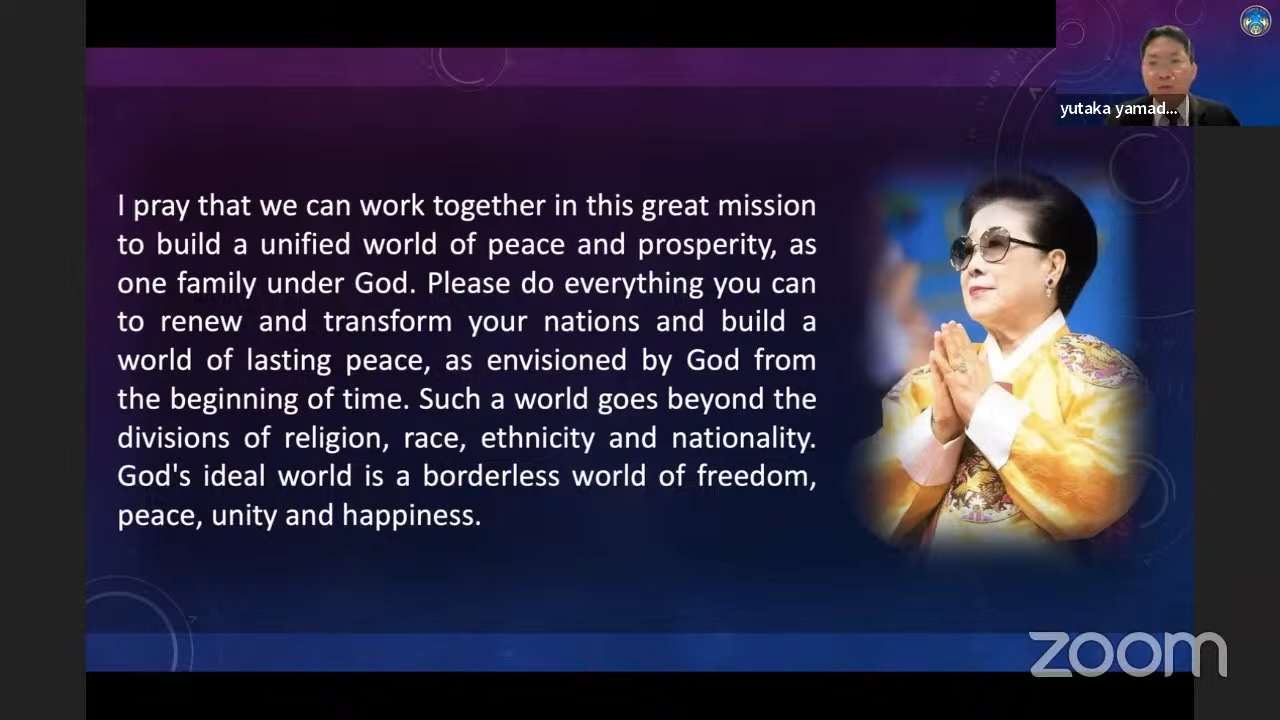 yutaka yamad...
I pray that we can work together in this great mission
to build a unified world of peace and prosperity, as
one family under God. Please do everything you can
to renew and transform your nations and build a
world of lasting peace, as envisioned by God from
the beginning of time. Such a world goes beyond the
divisions of religion, race, ethnicity and nationality.
God's ideal world is a borderless world of freedom,
peace, unity and happiness.
zoom